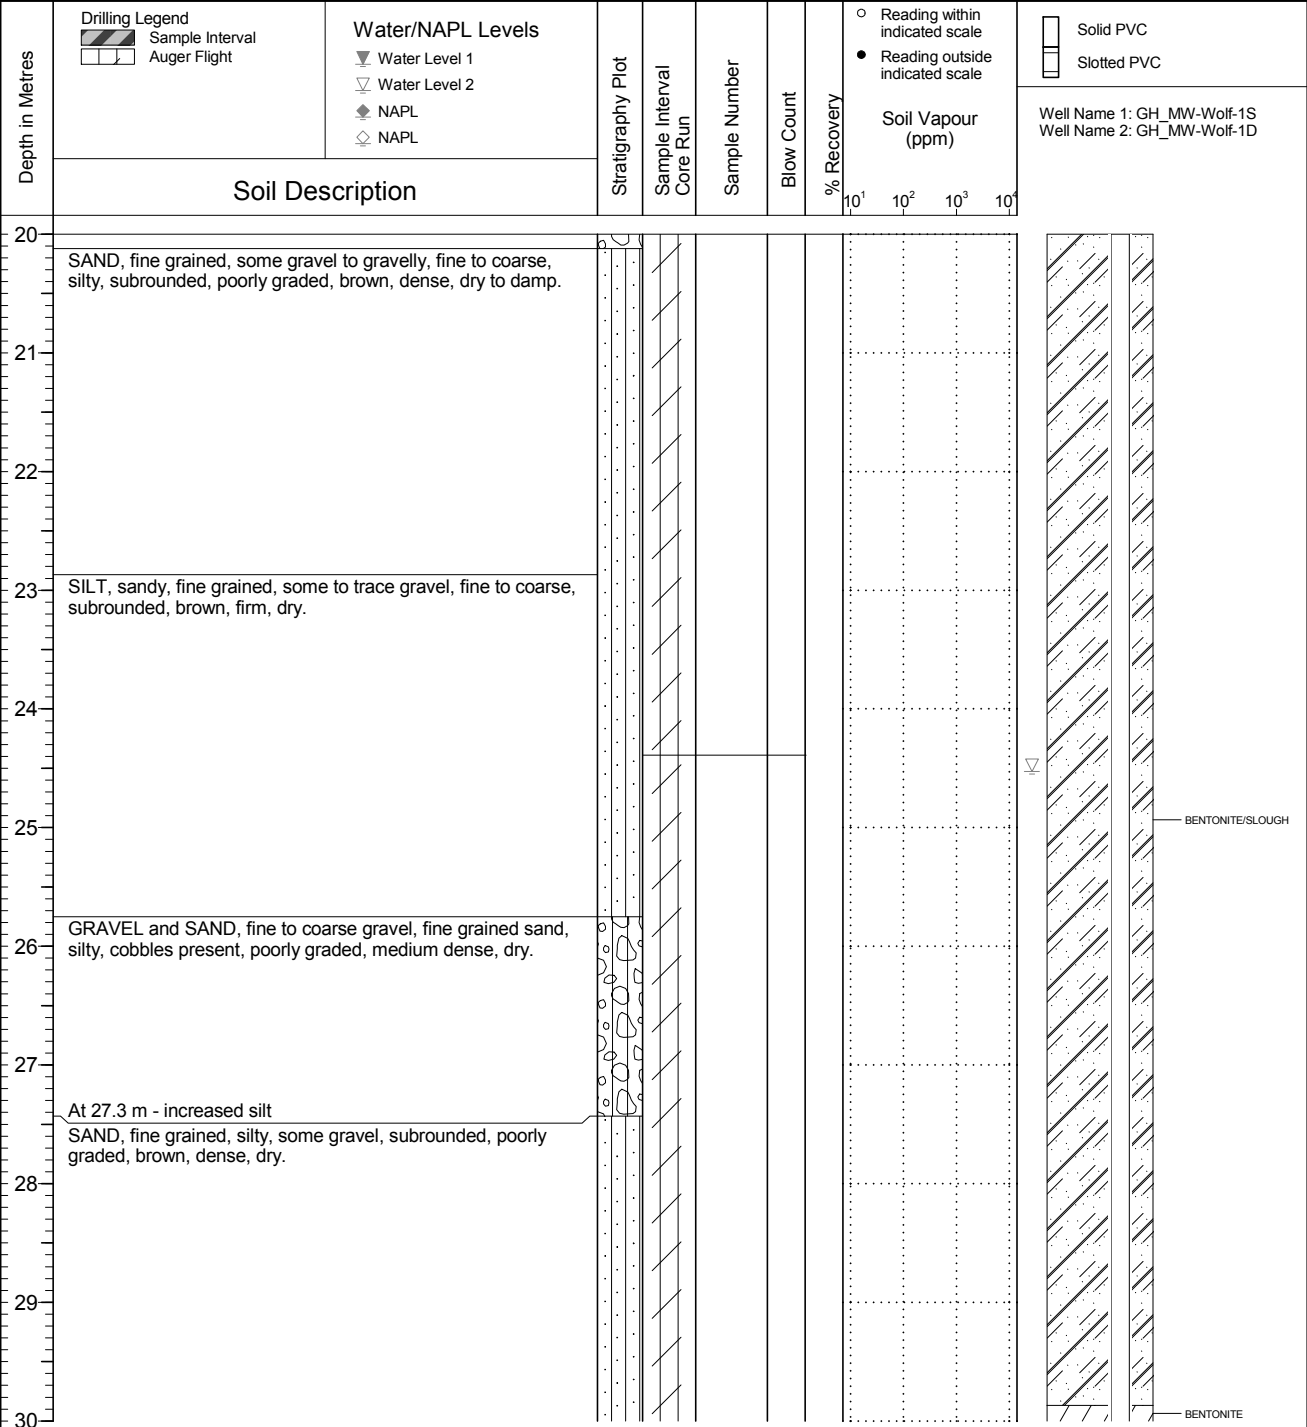 Depth in Metres
Drilling Legend
Sample Interval
Auger Flight
Water/NAPL Levels
Water Level 1
Water Level 2
NAPL
NAPL
Soil Description
Stratigraphy Plot
Sample Interval
Core Run
Sample Number
Blow Count
% Recovery
Reading within
indicated scale
Reading outside
indicated scale
Soil Vapour
(ppm)
10¹ 10² 10³ 10⁴
Solid PVC
Slotted PVC
Well Name 1: GH_MW-Wolf-1S
Well Name 2: GH_MW-Wolf-1D
20
SAND, fine grained, some gravel to gravelly, fine to coarse,
silty, subrounded, poorly graded, brown, dense, dry to damp.
21
22
23
SILT, sandy, fine grained, some to trace gravel, fine to coarse,
subrounded, brown, firm, dry.
24
25
BENTONITE/SLOUGH
GRAVEL and SAND, fine to coarse gravel, fine grained sand,
silty, cobbles present, poorly graded, medium dense, dry.
26
27
At 27.3 m - increased silt
SAND, fine grained, silty, some gravel, subrounded, poorly
graded, brown, dense, dry.
28
29
BENTONITE
30